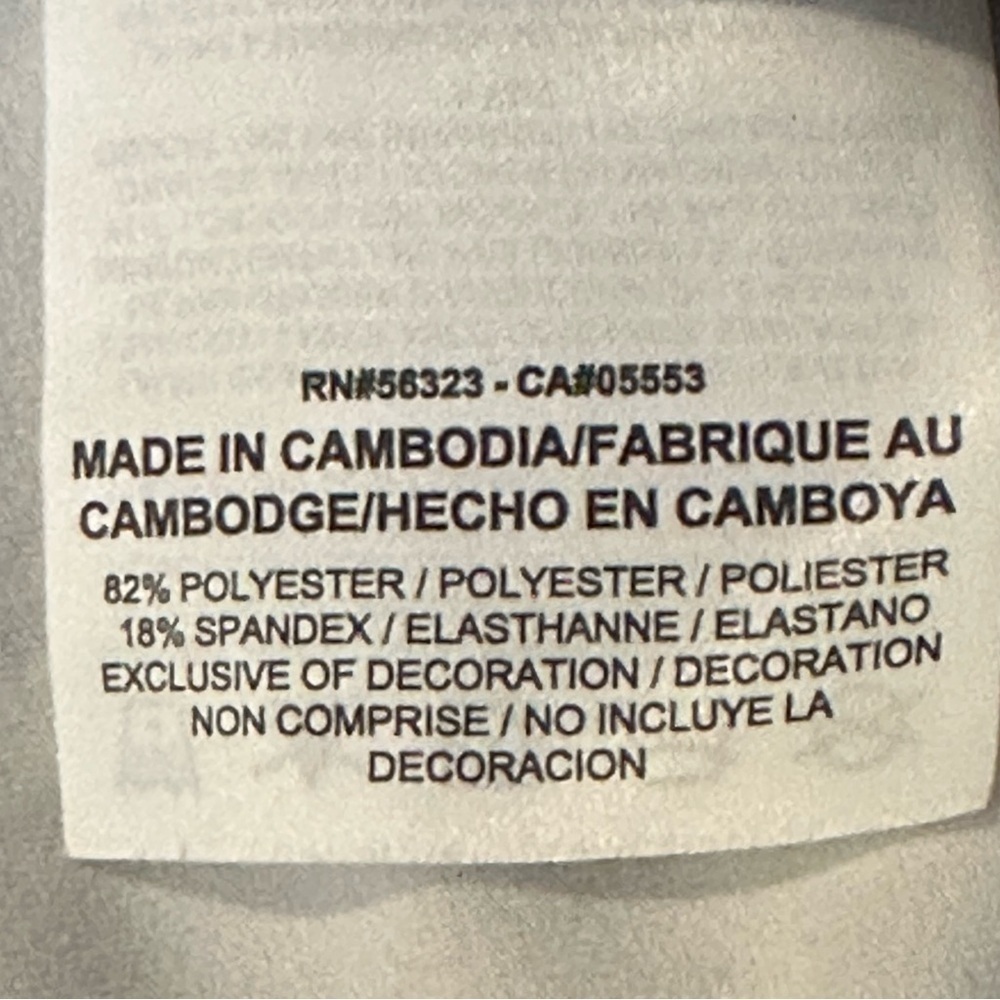 RN#56323 - CA#05553
MADE IN CAMBODIA/FABRIQUE AU
CAMBODGE/HECHO EN CAMBOYA
82% POLYESTER / POLYESTER / POLIESTER
18% SPANDEX / ELASTHANNE / ELASTANO
EXCLUSIVE OF DECORATION / DECORATION
NON COMPRISE / NO INCLUYE LA
DECORACION